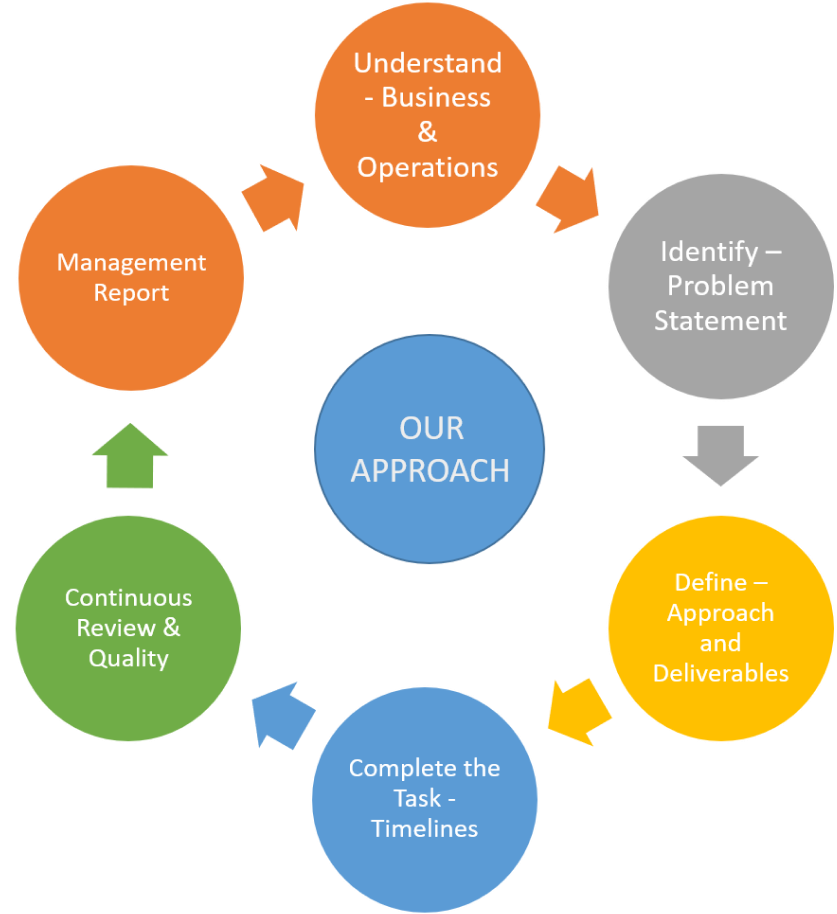 Understand
- Business
&
Operations
Identify –
Problem
Statement
Define –
Approach
and
Deliverables
Complete the
Task -
Timelines
Continuous
Review &
Quality
Management
Report
OUR
APPROACH